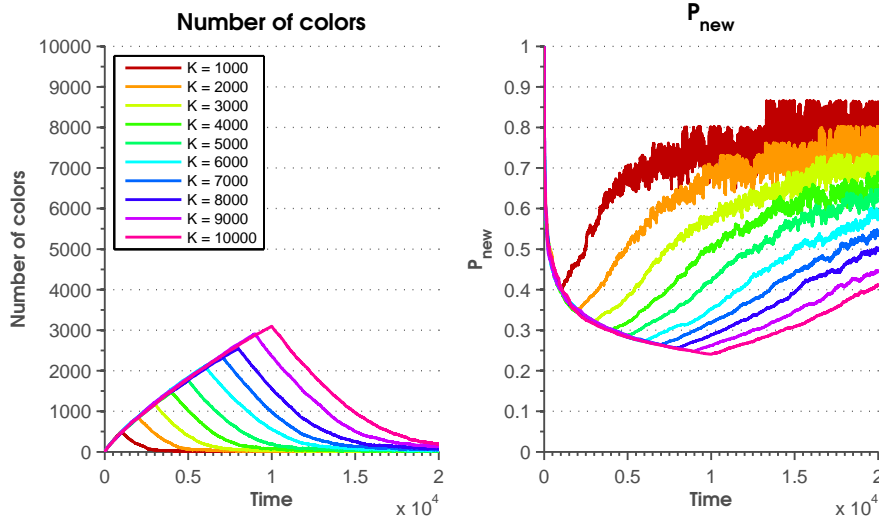 Number of colors
10000
9000
8000
7000
6000
5000
4000
3000
2000
1000
0
Number of colors
K = 1000
K = 2000
K = 3000
K = 4000
K = 5000
K = 6000
K = 7000
K = 8000
K = 9000
K = 10000
0 0.5 1 1.5 2
Time
x 10^4
P_new
1
0.9
0.8
0.7
0.6
0.5
0.4
0.3
0.2
0.1
0
P_new
0 0.5 1 1.5 2
Time
x 10^4